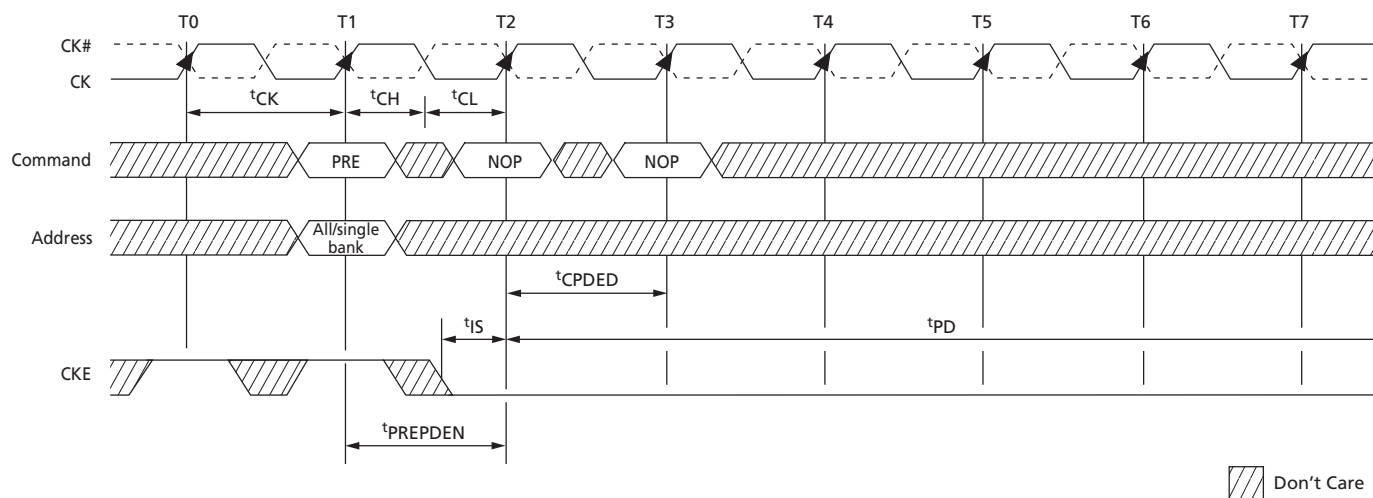 T0 T1 T2 T3 T4 T5 T6 T7
CK#
CK
tCK tCH tCL
Command PRE NOP NOP
Address All/single
bank
tCPDED
tIS tPD
CKE
tPREPDEN
Don't Care